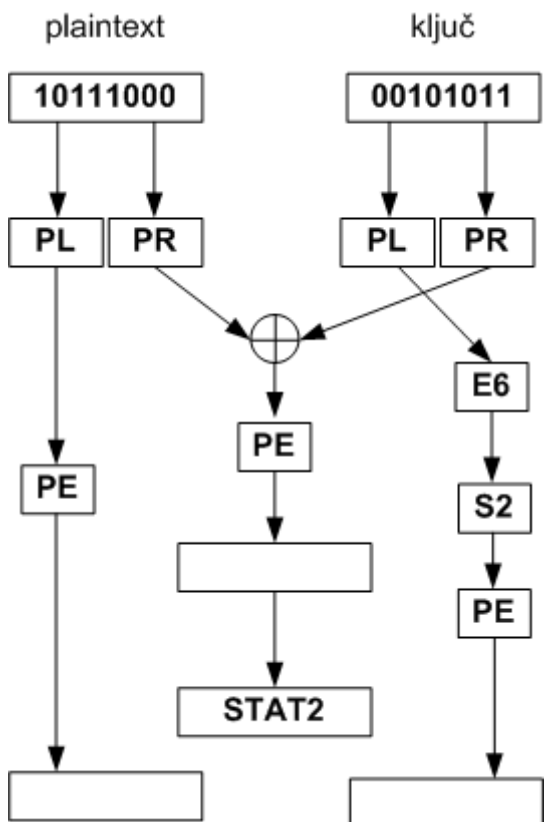 plaintext ključ
10111000 00101011
PL PR PL PR
E6
PE
PE S2
PE
STAT2